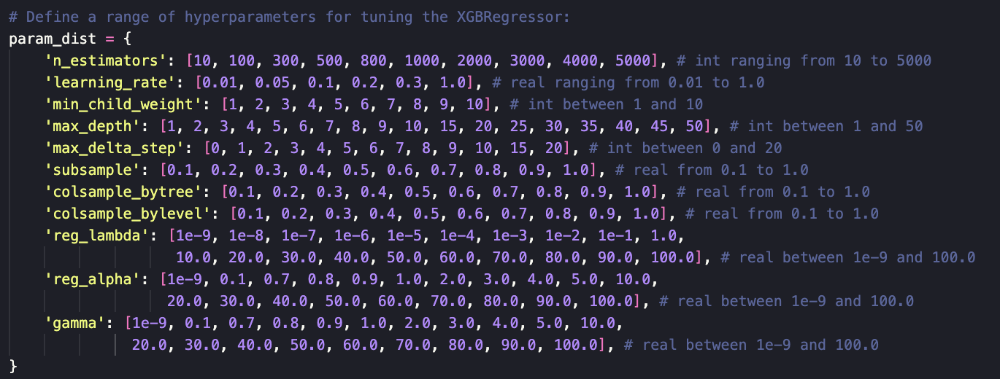 # Define a range of hyperparameters for tuning the XGBRegressor:
param_dist = {
    'n_estimators': [10, 100, 300, 500, 800, 1000, 2000, 3000, 4000, 5000], # int ranging from 10 to 5000
    'learning_rate': [0.01, 0.05, 0.1, 0.2, 0.3, 1.0], # real ranging from 0.01 to 1.0
    'min_child_weight': [1, 2, 3, 4, 5, 6, 7, 8, 9, 10], # int between 1 and 10
    'max_depth': [1, 2, 3, 4, 5, 6, 7, 8, 9, 10, 15, 20, 25, 30, 35, 40, 45, 50], # int between 1 and 50
    'max_delta_step': [0, 1, 2, 3, 4, 5, 6, 7, 8, 9, 10, 15, 20], # int between 0 and 20
    'subsample': [0.1, 0.2, 0.3, 0.4, 0.5, 0.6, 0.7, 0.8, 0.9, 1.0], # real from 0.1 to 1.0
    'colsample_bytree': [0.1, 0.2, 0.3, 0.4, 0.5, 0.6, 0.7, 0.8, 0.9, 1.0], # real from 0.1 to 1.0
    'colsample_bylevel': [0.1, 0.2, 0.3, 0.4, 0.5, 0.6, 0.7, 0.8, 0.9, 1.0], # real from 0.1 to 1.0
    'reg_lambda': [1e-9, 1e-8, 1e-7, 1e-6, 1e-5, 1e-4, 1e-3, 1e-2, 1e-1, 1.0,
                   10.0, 20.0, 30.0, 40.0, 50.0, 60.0, 70.0, 80.0, 90.0, 100.0], # real between 1e-9 and 100.0
    'reg_alpha': [1e-9, 0.1, 0.7, 0.8, 0.9, 1.0, 2.0, 3.0, 4.0, 5.0, 10.0,
                  20.0, 30.0, 40.0, 50.0, 60.0, 70.0, 80.0, 90.0, 100.0], # real between 1e-9 and 100.0
    'gamma': [1e-9, 0.1, 0.7, 0.8, 0.9, 1.0, 2.0, 3.0, 4.0, 5.0, 10.0,
              20.0, 30.0, 40.0, 50.0, 60.0, 70.0, 80.0, 90.0, 100.0], # real between 1e-9 and 100.0
}